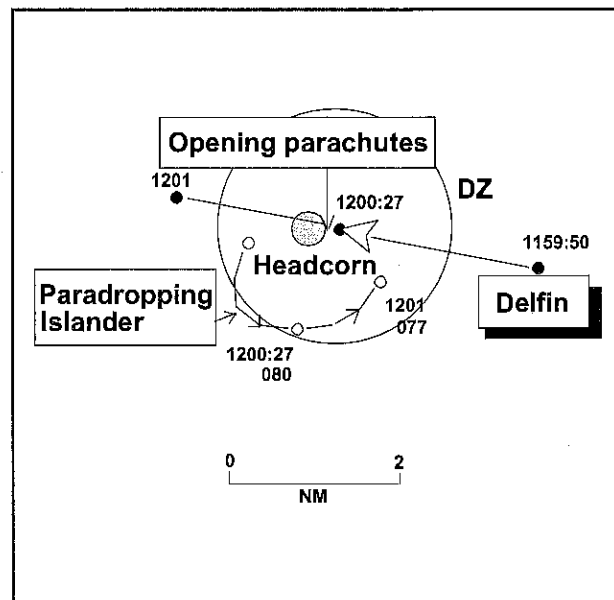 Opening parachutes
1201
1200:27
DZ
1159:50
Headcorn
Delfin
Paradropping
Islander
1201
077
1200:27
080
0
2
NM